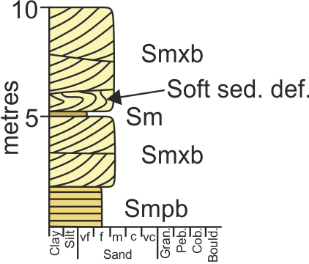 10
Smxb
Soft sed. def.
metres
5
Sm
Smxb
Smpb
Clay
Silt
vf f m c vc
Sand
Gran.
Peb.
Cob.
Bould.